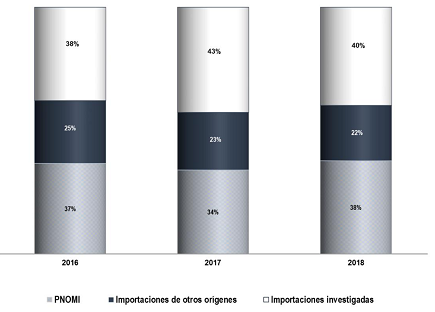 38% 43% 40%
25% 23% 22%
37% 34% 38%
2016 2017 2018
PNOMI Importaciones de otros orígenes Importaciones investigadas